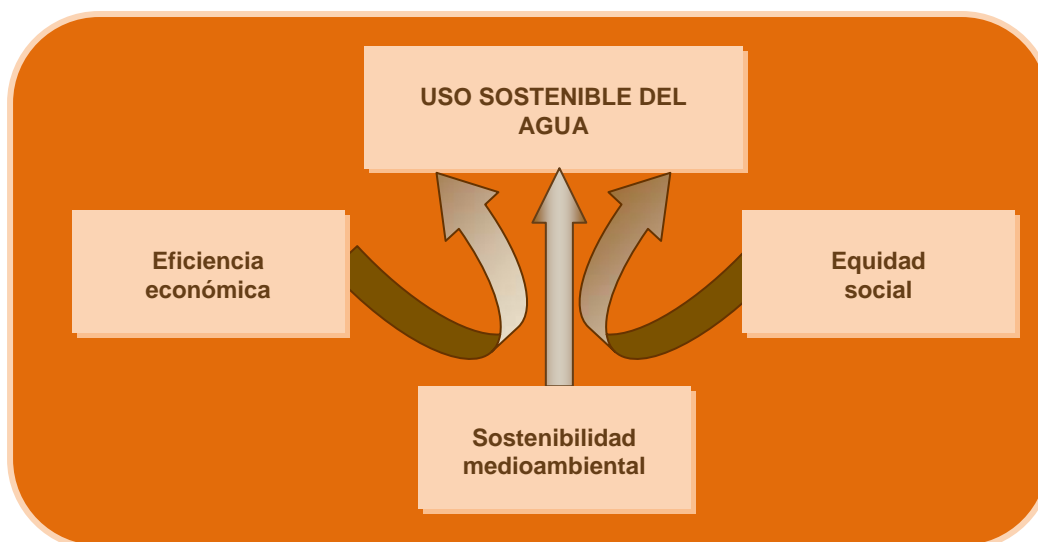 USO SOSTENIBLE DEL
AGUA
Eficiencia
económica
Equidad
social
Sostenibilidad
medioambiental